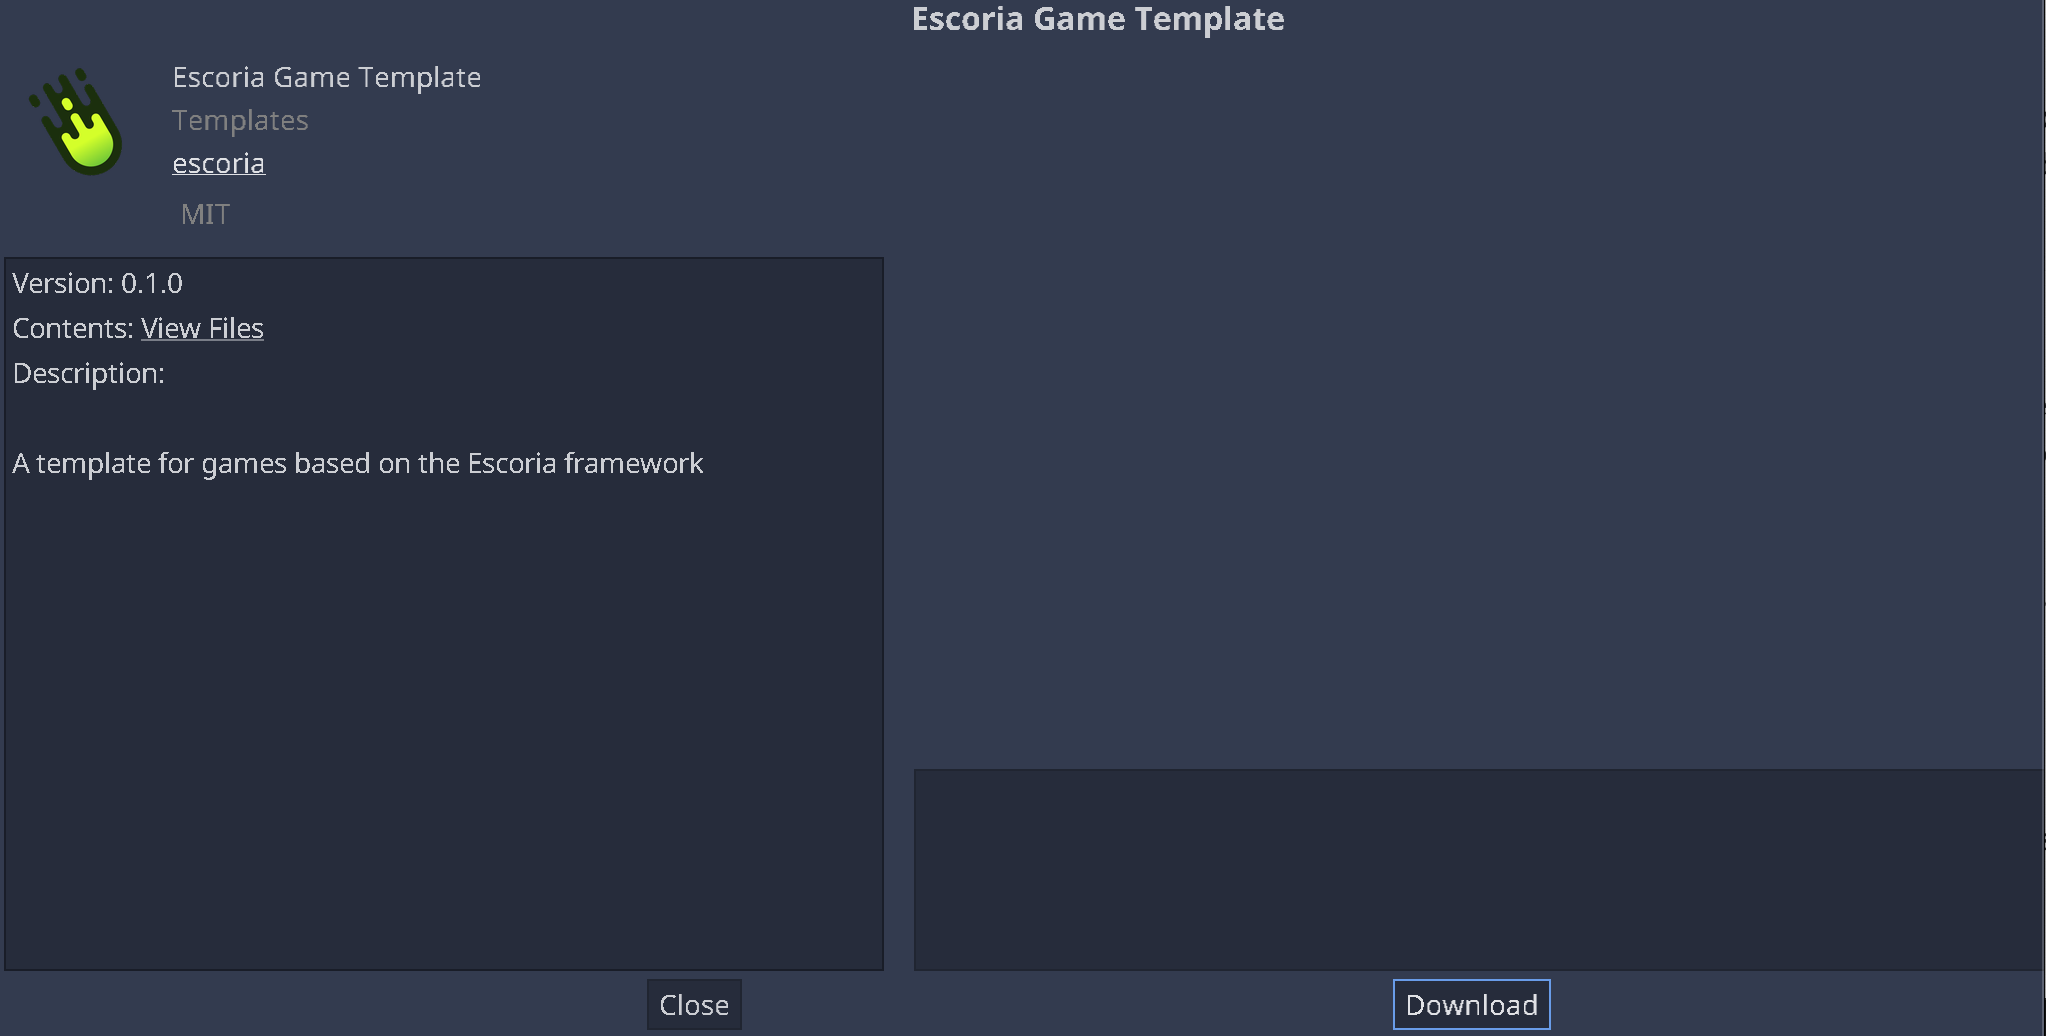 Escoria Game Template
Escoria Game Template
Templates
escoria
MIT
Version: 0.1.0
Contents: View Files
Description:
A template for games based on the Escoria framework
Close
Download